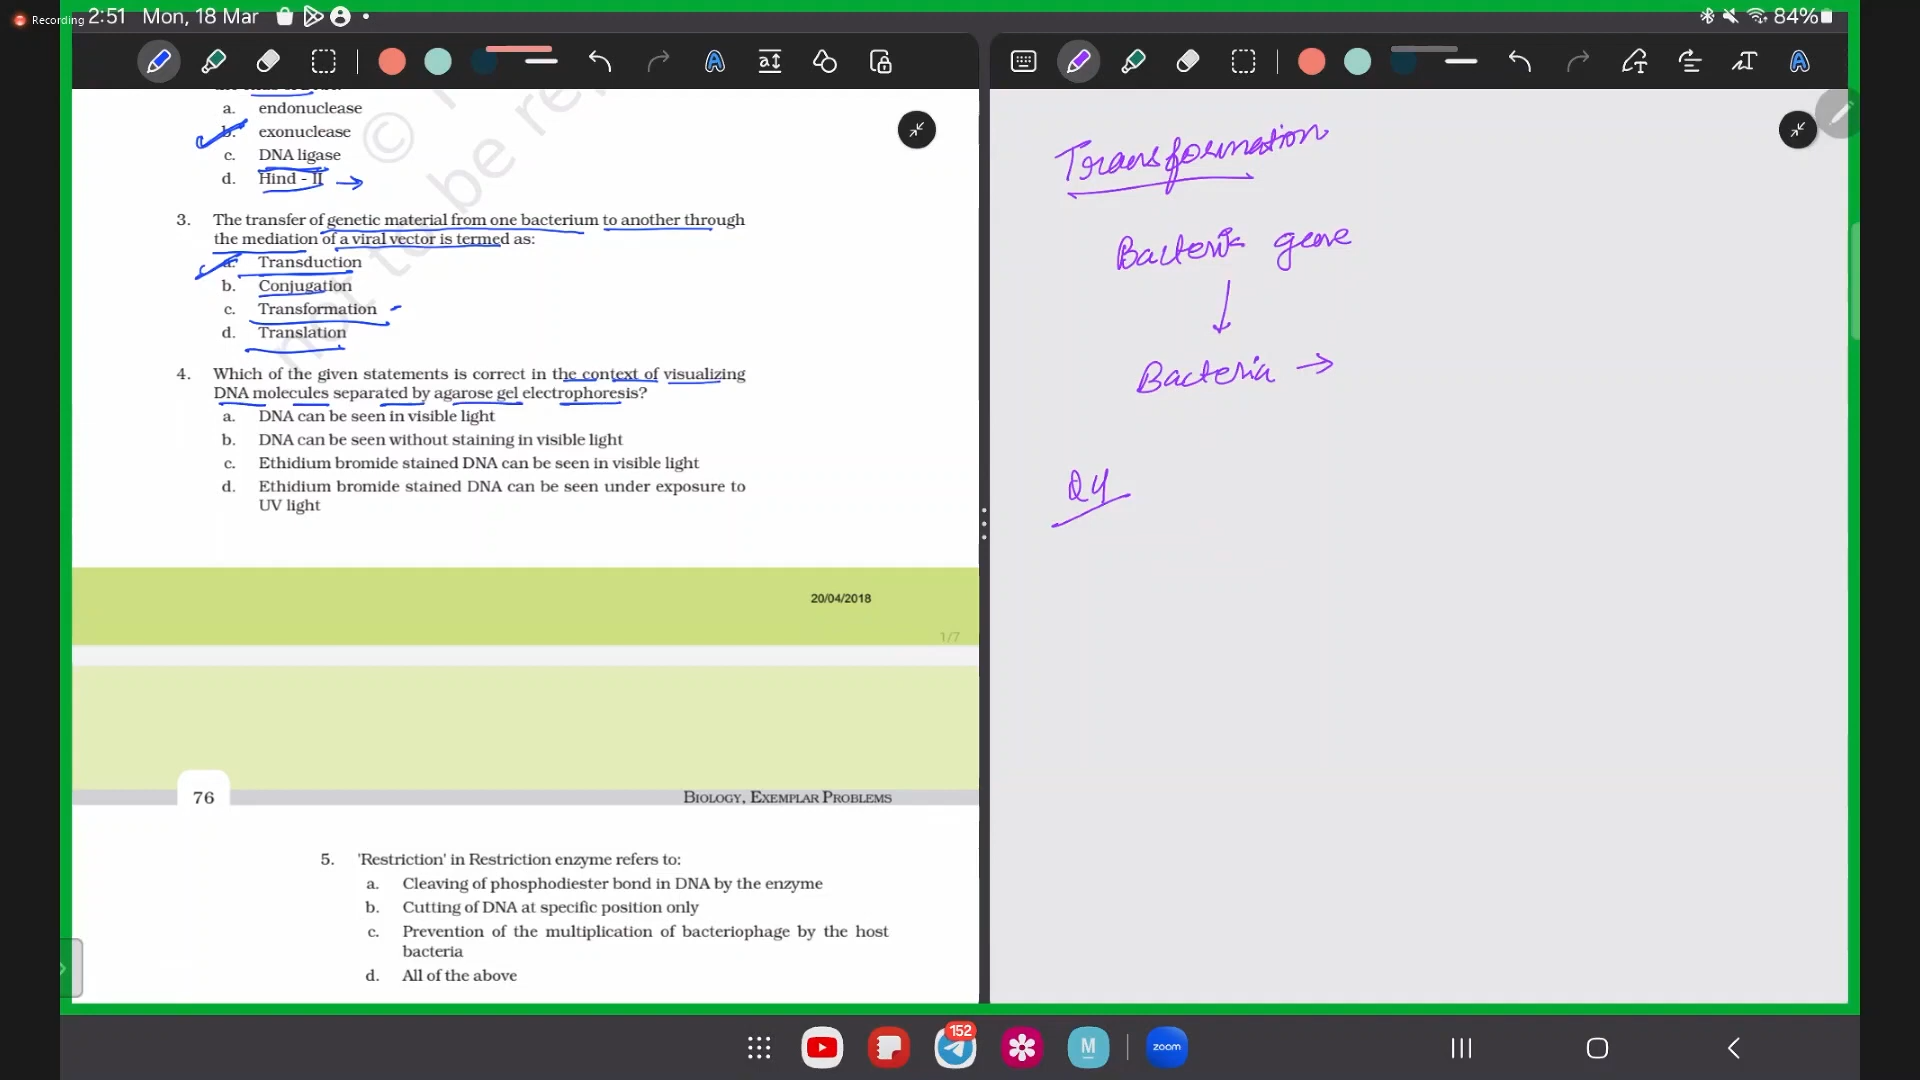 Recording
2:51 Mon, 18 Mar
84%
a. endonuclease
b. exonuclease
c. DNA ligase
d. Hind - II →
3. The transfer of genetic material from one bacterium to another through
the mediation of a viral vector is termed as:
a. Transduction
b. Conjugation
c. Transformation
d. Translation
4. Which of the given statements is correct in the context of visualizing
DNA molecules separated by agarose gel electrophoresis?
a. DNA can be seen in visible light
b. DNA can be seen without staining in visible light
c. Ethidium bromide stained DNA can be seen in visible light
d. Ethidium bromide stained DNA can be seen under exposure to
UV light
20/04/2018
1/7
76
BIOLOGY, EXEMPLAR PROBLEMS
5. 'Restriction' in Restriction enzyme refers to:
a. Cleaving of phosphodiester bond in DNA by the enzyme
b. Cutting of DNA at specific position only
c. Prevention of the multiplication of bacteriophage by the host
bacteria
d. All of the above
Transformation
Bacteria gene
↓
Bacteria →
Q4
152
M
zoom